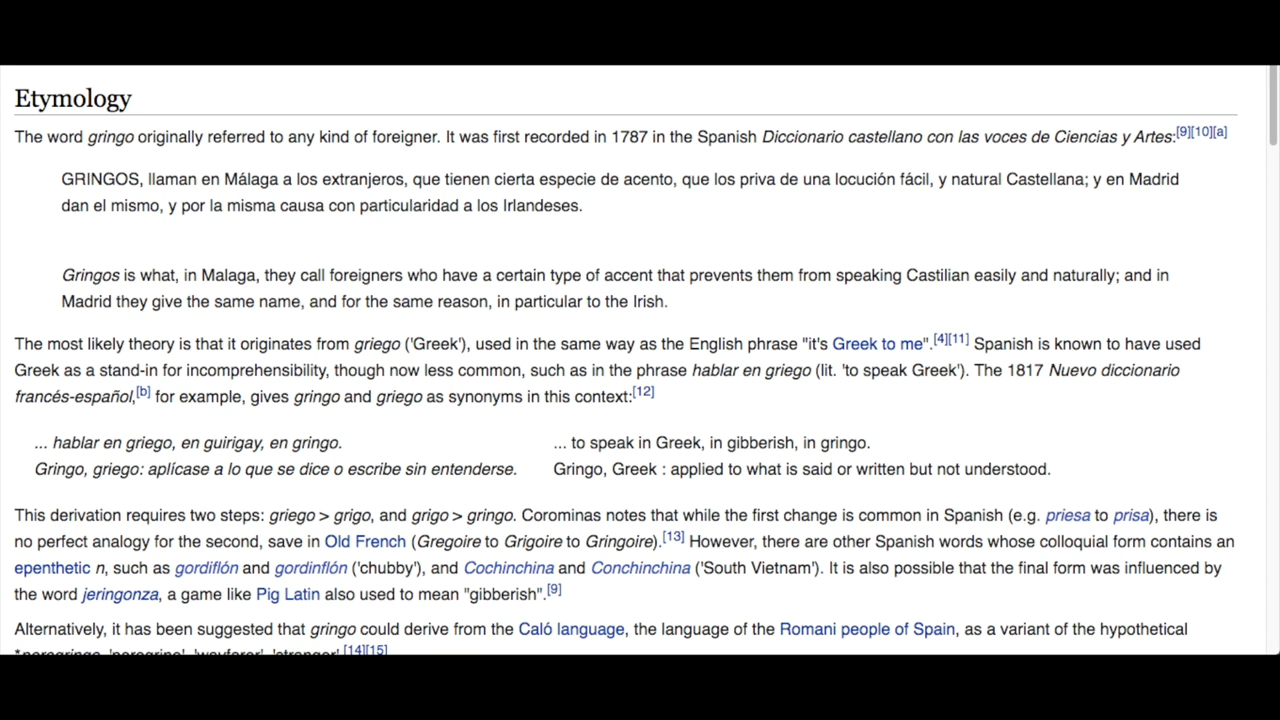 Etymology
The word gringo originally referred to any kind of foreigner. It was first recorded in 1787 in the Spanish Diccionario castellano con las voces de Ciencias y Artes:[9][10][a]
GRINGOS, llaman en Málaga a los extranjeros, que tienen cierta especie de acento, que los priva de una locución fácil, y natural Castellana; y en Madrid
dan el mismo, y por la misma causa con particularidad a los Irlandeses.
Gringos is what, in Malaga, they call foreigners who have a certain type of accent that prevents them from speaking Castilian easily and naturally; and in
Madrid they give the same name, and for the same reason, in particular to the Irish.
The most likely theory is that it originates from griego ('Greek'), used in the same way as the English phrase "it's Greek to me".[4][11] Spanish is known to have used
Greek as a stand-in for incomprehensibility, though now less common, such as in the phrase hablar en griego (lit. 'to speak Greek'). The 1817 Nuevo diccionario
francés-español,[b] for example, gives gringo and griego as synonyms in this context:[12]
... hablar en griego, en guirigay, en gringo. ... to speak in Greek, in gibberish, in gringo.
Gringo, griego: aplícase a lo que se dice o escribe sin entenderse. Gringo, Greek : applied to what is said or written but not understood.
This derivation requires two steps: griego > grigo, and grigo > gringo. Corominas notes that while the first change is common in Spanish (e.g. priesa to prisa), there is
no perfect analogy for the second, save in Old French (Gregoire to Grigoire to Gringoire).[13] However, there are other Spanish words whose colloquial form contains an
epenthetic n, such as gordiflón and gordinflón ('chubby'), and Cochinchina and Conchinchina ('South Vietnam'). It is also possible that the final form was influenced by
the word jeringonza, a game like Pig Latin also used to mean "gibberish".[9]
Alternatively, it has been suggested that gringo could derive from the Caló language, the language of the Romani people of Spain, as a variant of the hypothetical
*peregringo, 'peregrine', 'wayfarer', 'stranger'.[14][15]